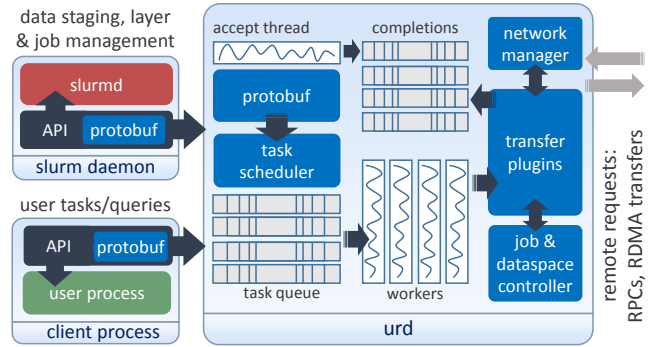 data staging, layer
& job management
slurmd
API
protobuf
slurm daemon
user tasks/queries
API
protobuf
user process
client process
accept thread
protobuf
task
scheduler
task queue
completions
workers
network
manager
transfer
plugins
job &
dataspace
controller
urd
remote requests:
RPCs, RDMA transfers